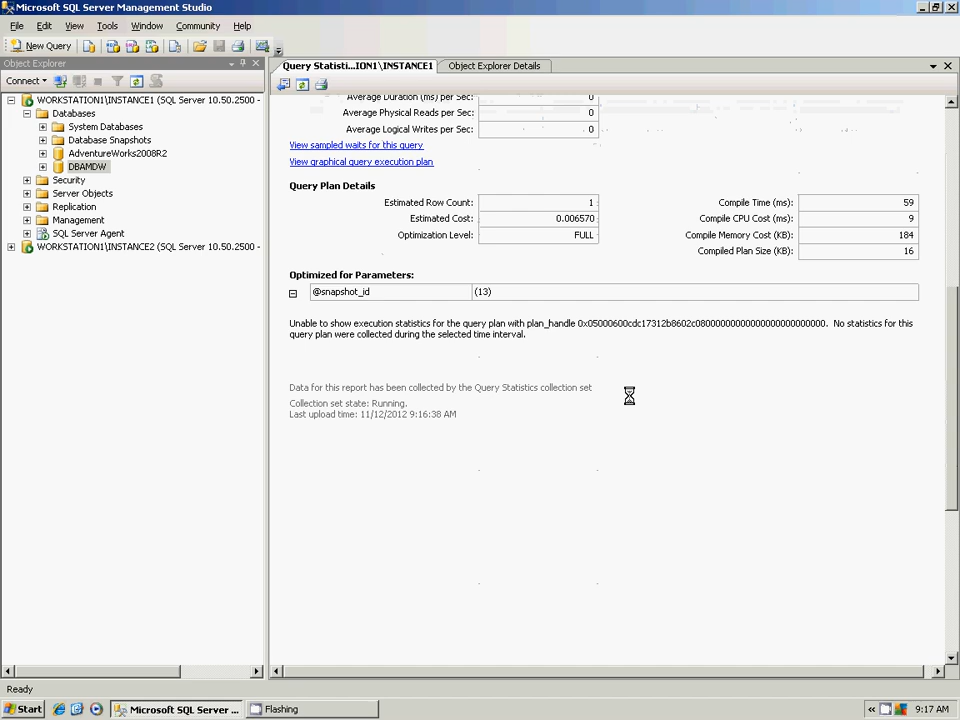 Microsoft SQL Server Management Studio
File Edit View Tools Window Community Help
New Query
Object Explorer
Query Statisti...ION1\INSTANCE1 Object Explorer Details
Connect
WORKSTATION1\INSTANCE1 (SQL Server 10.50.2500 -
Databases
System Databases
Database Snapshots
AdventureWorks2008R2
DBAMDW
Security
Server Objects
Replication
Management
SQL Server Agent
WORKSTATION1\INSTANCE2 (SQL Server 10.50.2500 -
Average Duration (ms) per Sec: 0
Average Physical Reads per Sec: 0
Average Logical Writes per Sec: 0
View sampled waits for this query
View graphical query execution plan
Query Plan Details
Estimated Row Count: 1 Compile Time (ms): 59
Estimated Cost: 0.006570 Compile CPU Cost (ms): 9
Optimization Level: FULL Compile Memory Cost (KB): 184
Compiled Plan Size (KB): 16
Optimized for Parameters:
@snapshot_id (13)
Unable to show execution statistics for the query plan with plan_handle 0x05000600cdc17312b8602c080000000000000000000000. No statistics for this
query plan were collected during the selected time interval.
Data for this report has been collected by the Query Statistics collection set
Collection set state: Running.
Last upload time: 11/12/2012 9:16:38 AM
Ready
Start Microsoft SQL Server ... Flashing « 9:17 AM